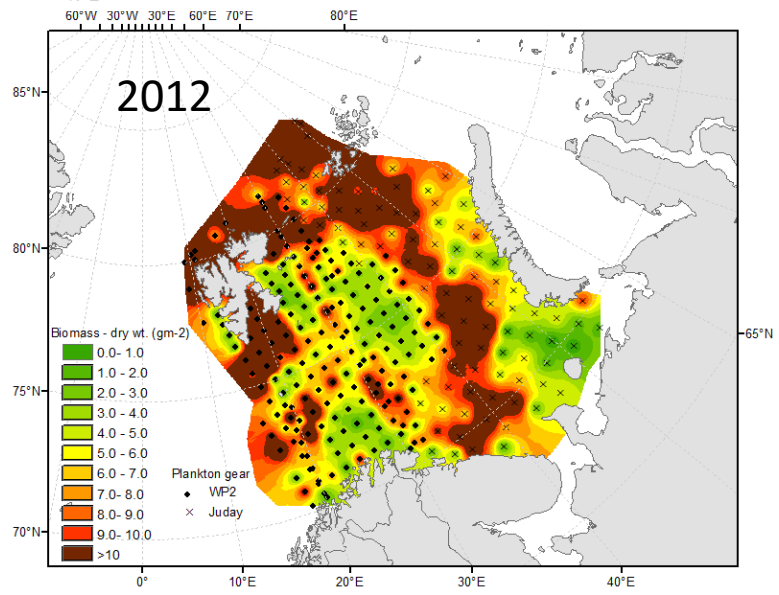 60°W 30°W 0° 30°E 60°E 70°E 80°E
85°N
2012
80°N
65°N
Biomass - dry wt. (gm-2)
0.0 - 1.0
1.0 - 2.0
2.0 - 3.0
3.0 - 4.0
4.0 - 5.0
5.0 - 6.0
6.0 - 7.0
7.0 - 8.0
8.0 - 9.0
9.0 - 10.0
>10
75°N
Plankton gear
WP2
Juday
70°N
0° 10°E 20°E 30°E 40°E